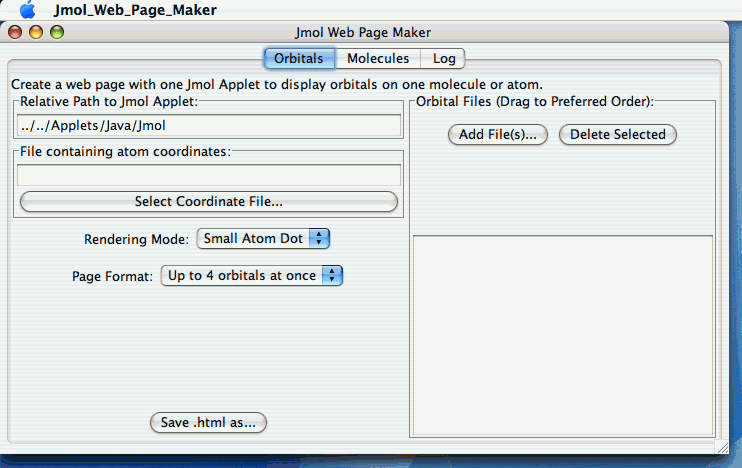 Jmol_Web_Page_Maker
Jmol Web Page Maker
Orbitals Molecules Log
Create a web page with one Jmol Applet to display orbitals on one molecule or atom.
Relative Path to Jmol Applet:
../../Applets/Java/Jmol
File containing atom coordinates:
Select Coordinate File...
Rendering Mode: Small Atom Dot
Page Format: Up to 4 orbitals at once
Save .html as...
Orbital Files (Drag to Preferred Order):
Add File(s)... Delete Selected